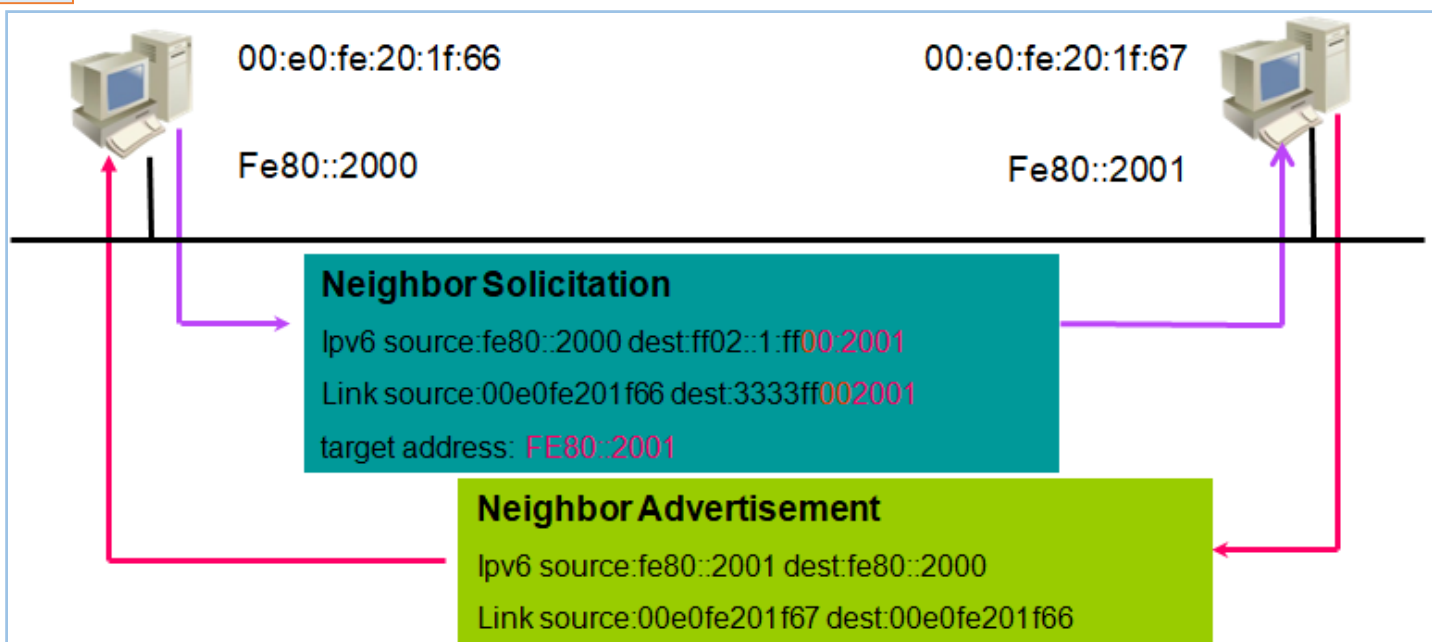 00:e0:fe:20:1f:66
00:e0:fe:20:1f:67
Fe80::2000
Fe80::2001
Neighbor Solicitation
Ipv6 source:fe80::2000 dest:ff02::1:ff00:2001
Link source:00e0fe201f66 dest:3333ff002001
target address: FE80::2001
Neighbor Advertisement
Ipv6 source:fe80::2001 dest:fe80::2000
Link source:00e0fe201f67 dest:00e0fe201f66